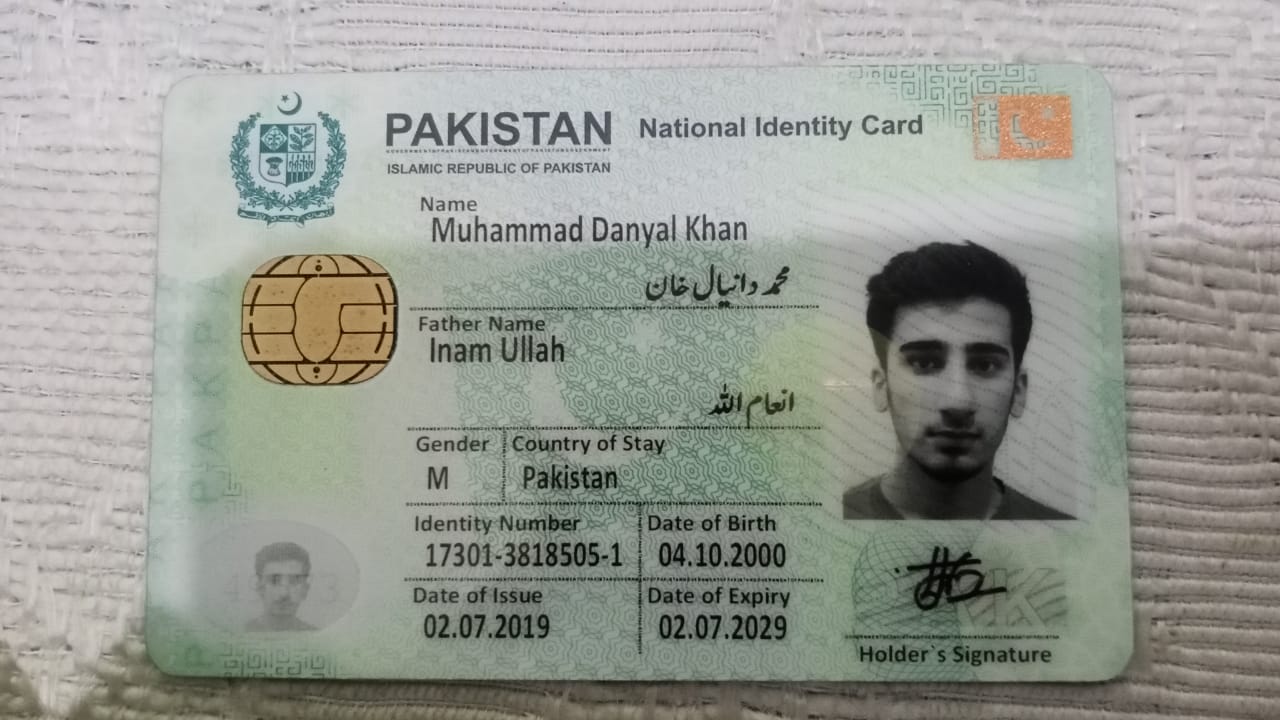 PAKISTAN National Identity Card
ISLAMIC REPUBLIC OF PAKISTAN
Name
Muhammad Danyal Khan
محمد دانیال خان
Father Name
Inam Ullah
انعام اللہ
Gender Country of Stay
M Pakistan
Identity Number Date of Birth
17301-3818505-1 04.10.2000
Date of Issue Date of Expiry
02.07.2019 02.07.2029
Holder`s Signature